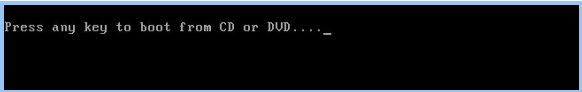 Press any key to boot from CD or DVD...._